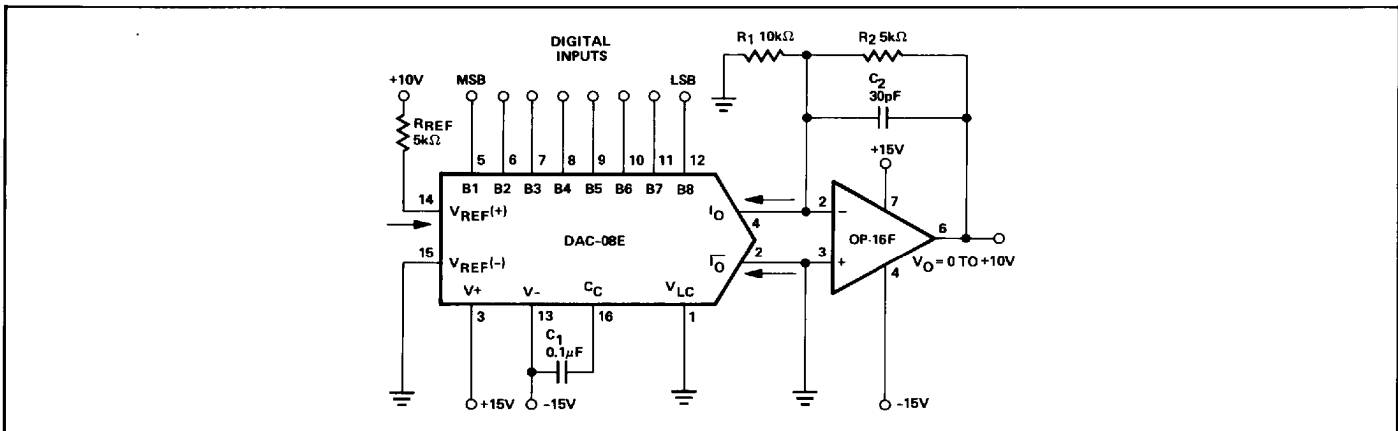 DIGITAL
INPUTS
R1 10kΩ
R2 5kΩ
C2
30pF
+10V
MSB
LSB
RREF
5kΩ
+15V
5
6
7
8
9
10
11
12
B1
B2
B3
B4
B5
B6
B7
B8
14
VREF(+)
IO
4
2
−
7
DAC-08E
OP-16F
6
15
VREF(−)
IO
2
3
+
4
VO = 0 TO +10V
V+
V−
CC
VLC
3
13
16
1
C1
0.1μF
+15V
-15V
-15V